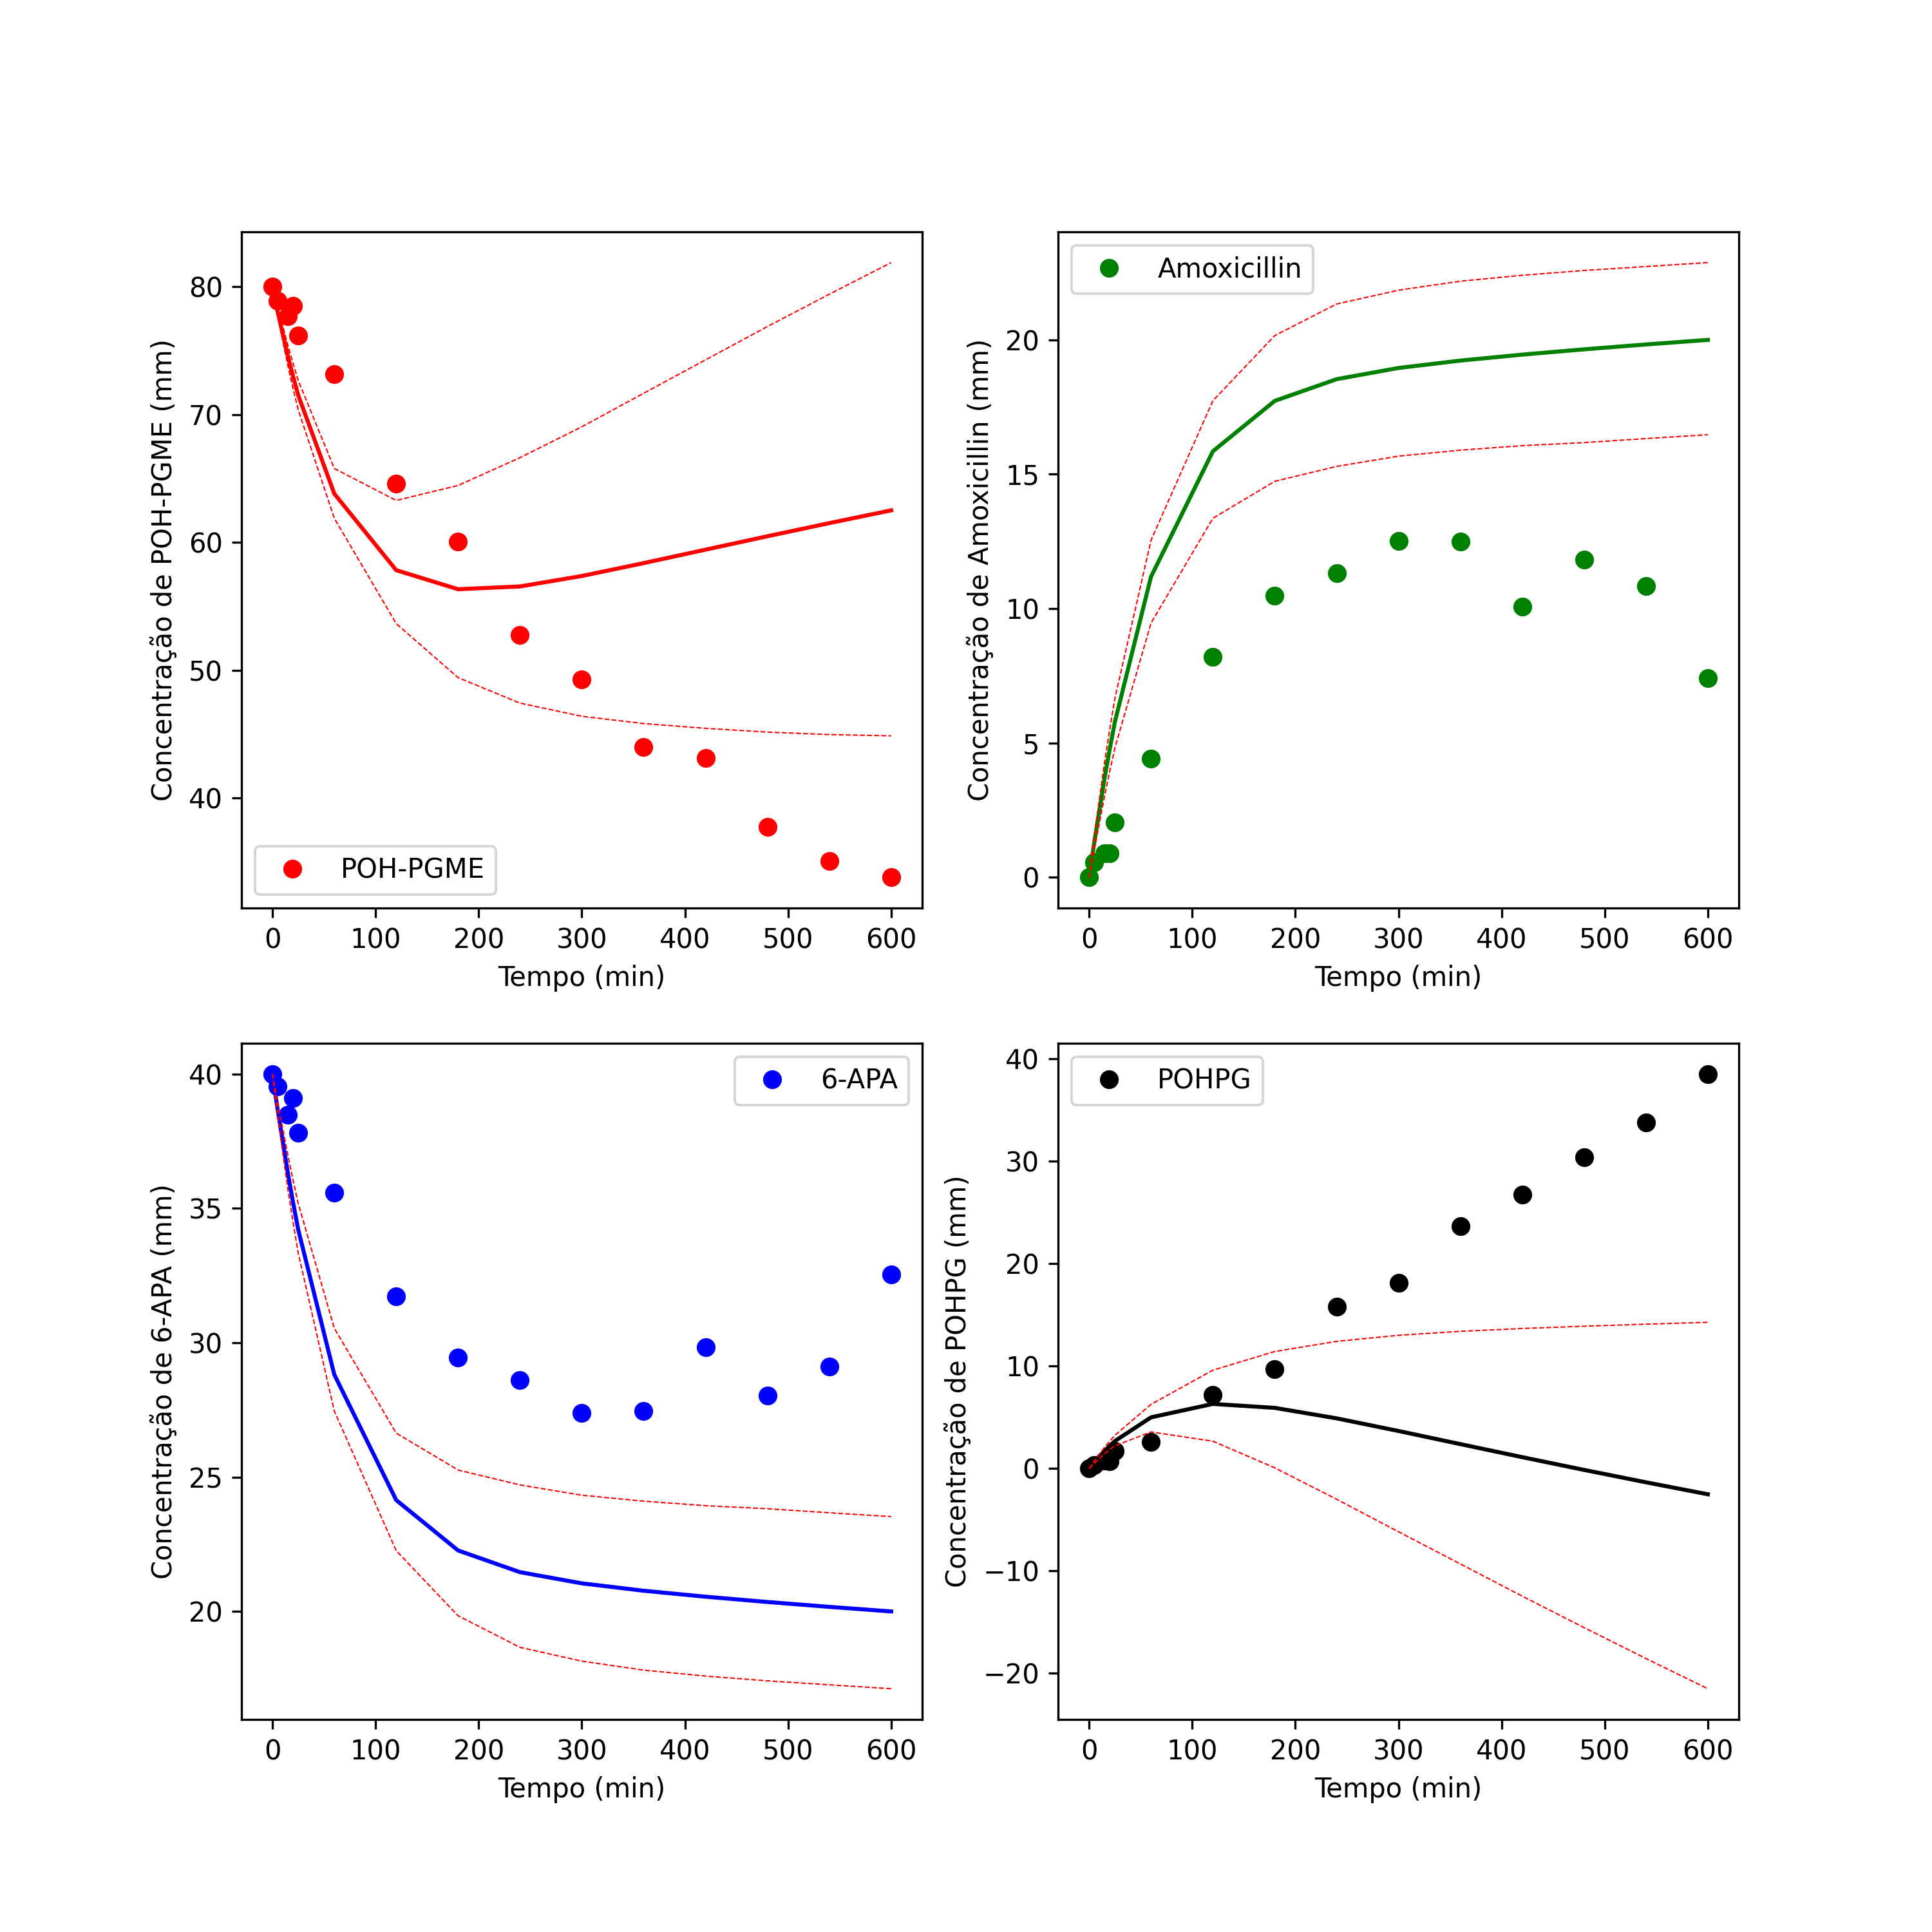 Concentração de POH-PGME (mm)
80
70
60
50
40
POH-PGME
0 100 200 300 400 500 600
Tempo (min)
Concentração de Amoxicillin (mm)
Amoxicillin
20
15
10
5
0
0 100 200 300 400 500 600
Tempo (min)
Concentração de 6-APA (mm)
6-APA
40
35
30
25
20
0 100 200 300 400 500 600
Tempo (min)
Concentração de POHPG (mm)
POHPG
40
30
20
10
0
−10
−20
0 100 200 300 400 500 600
Tempo (min)